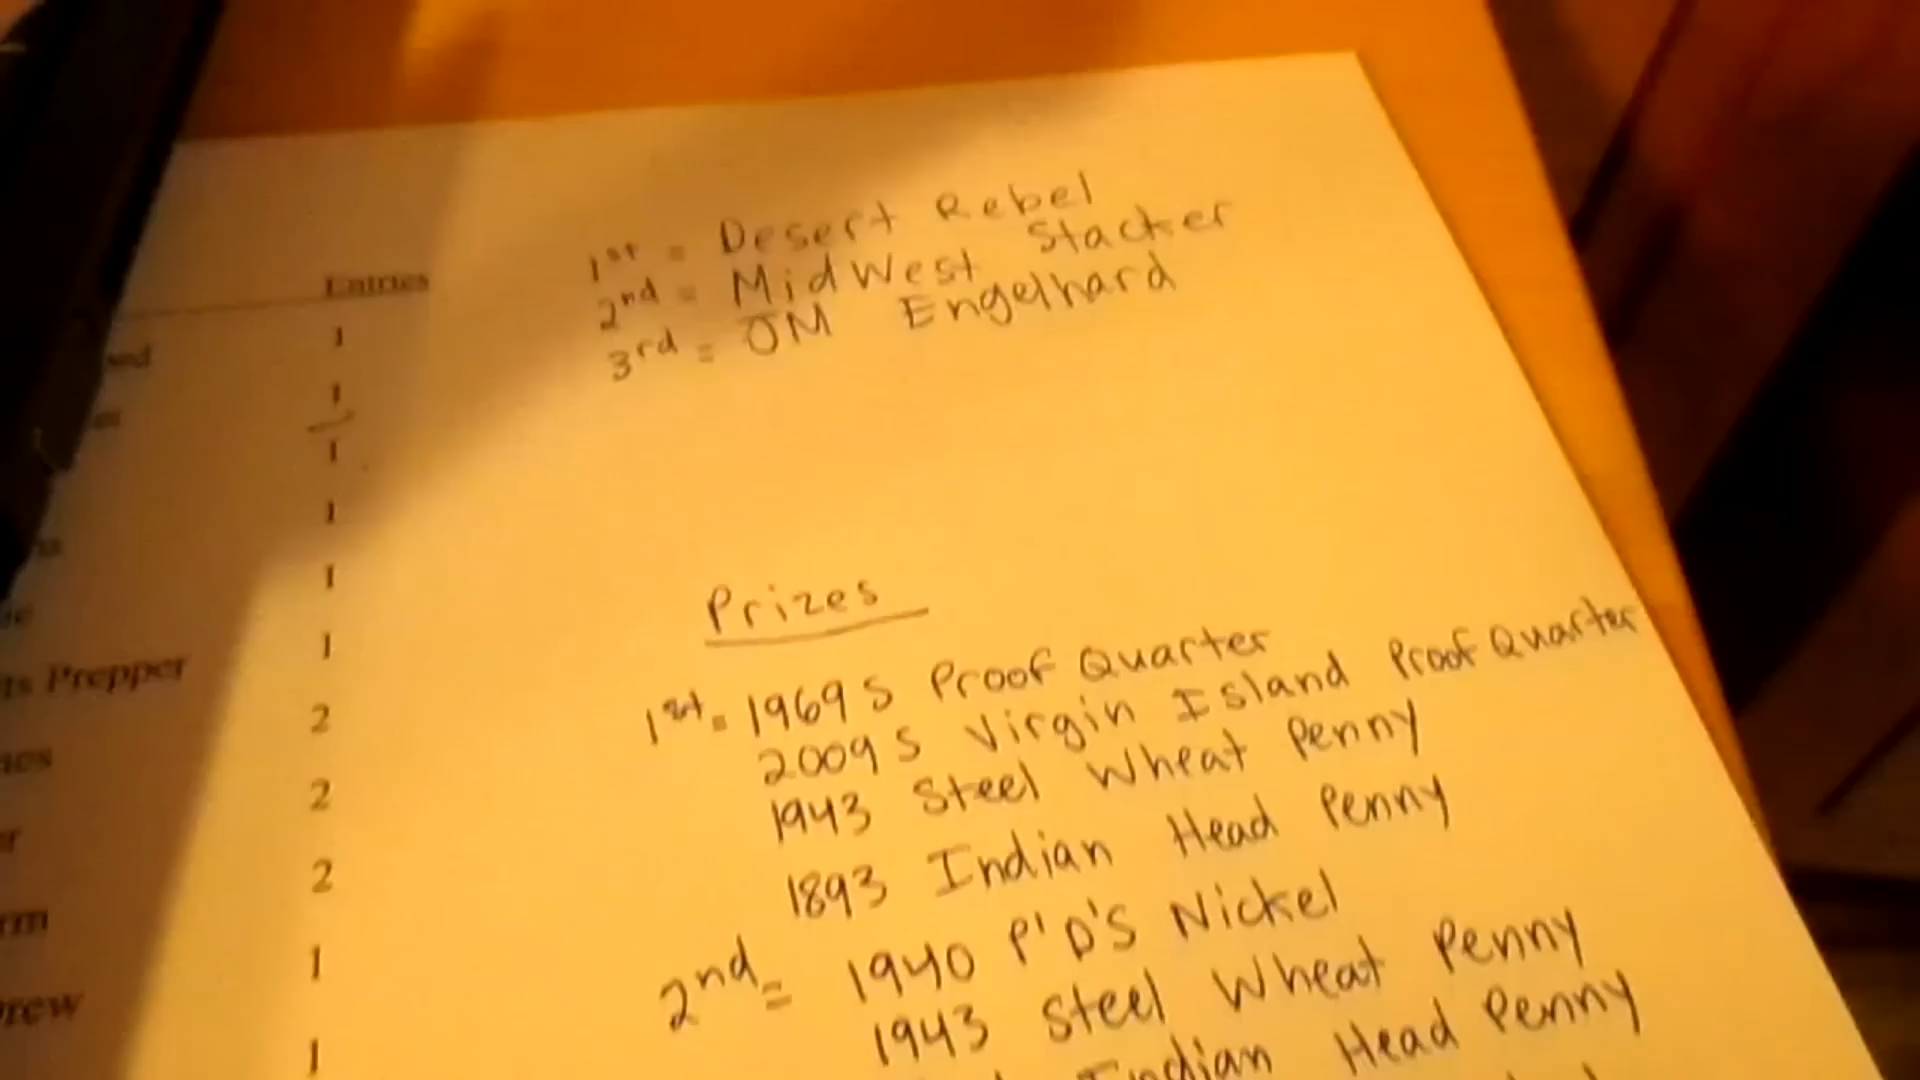 1st = Desert Rebel
2nd = MidWest Stacker
3rd = JM Engelhard
Entries
1
1
1
1
1
1
Prepper
2
2
2
1
1
Prizes
1st = 1969 S Proof Quarter
2009 S Virgin Island Proof Quarter
1943 Steel Wheat Penny
1893 Indian Head Penny
2nd = 1940 P'D'S Nickel
1943 Steel Wheat Penny
Indian Head Penny